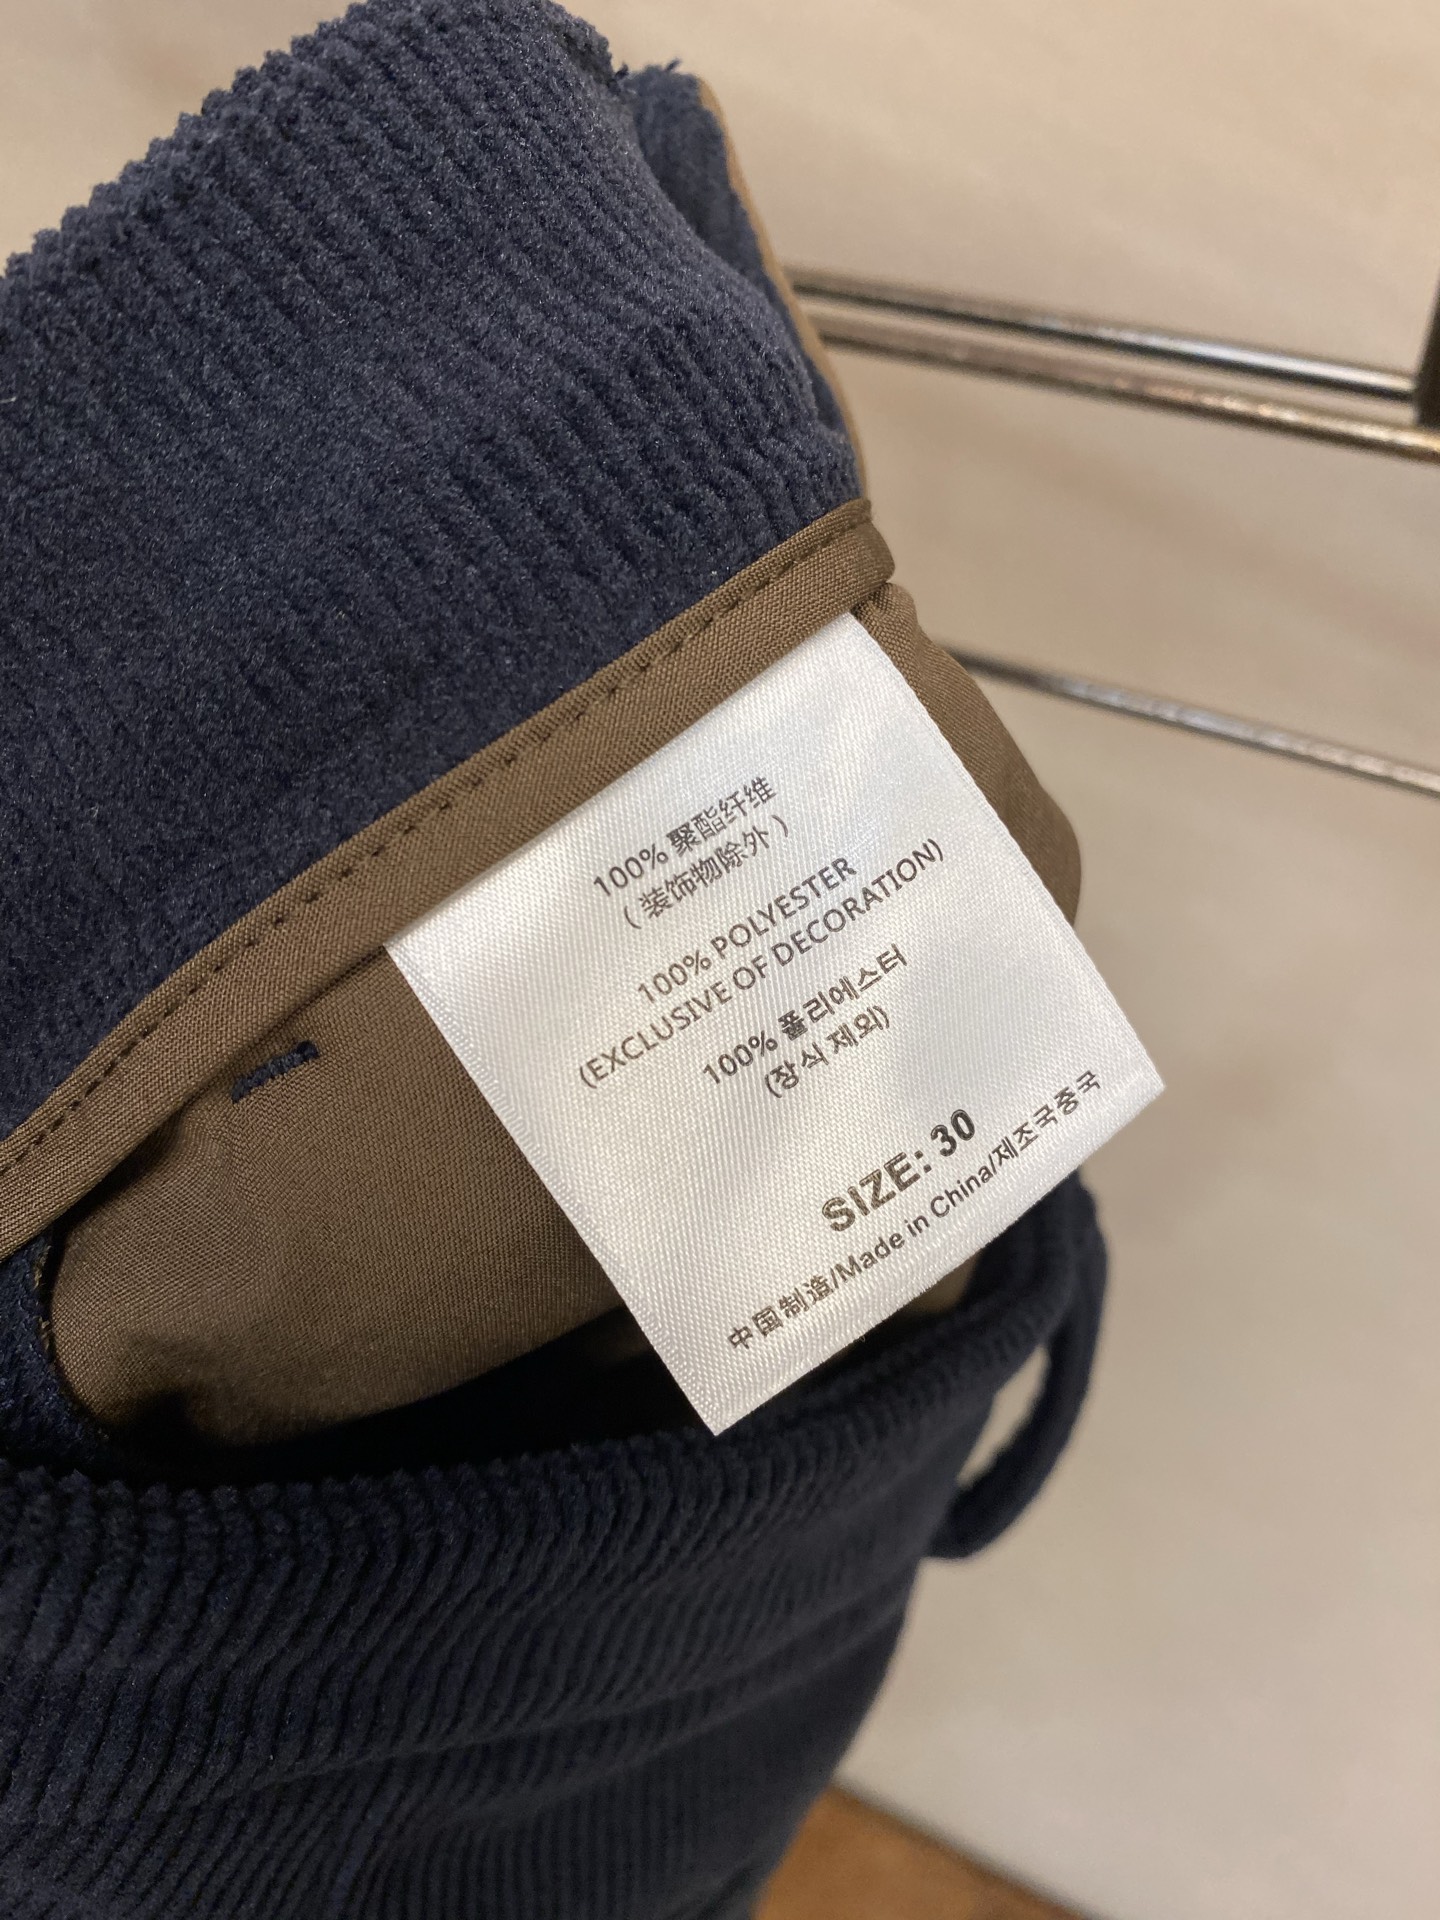 100% 聚酯纤维
（装饰物除外）
100% POLYESTER
(EXCLUSIVE OF DECORATION)
100% 폴리에스터
(장식 제외)
SIZE: 30
中国制造/Made in China/제조국중국